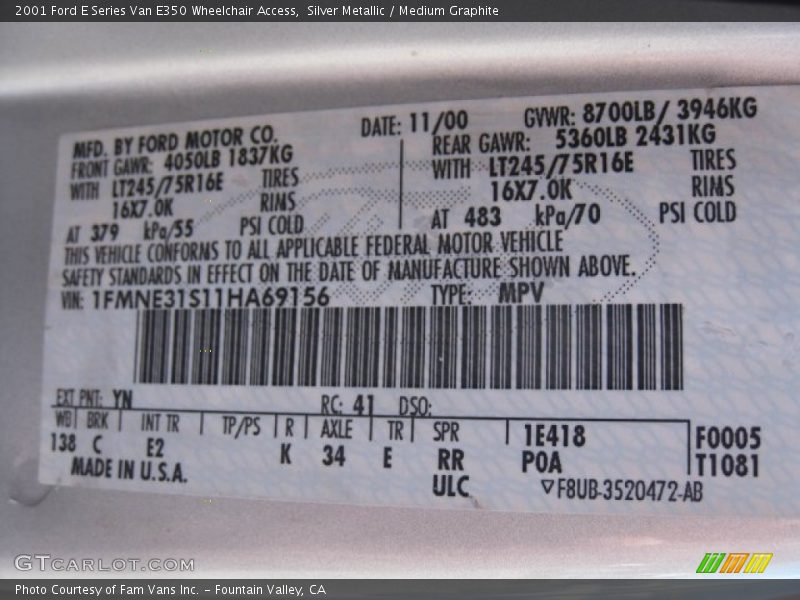 2001 Ford E Series Van E350 Wheelchair Access,  Silver Metallic / Medium Graphite
MFD. BY FORD MOTOR CO.
DATE: 11/00
GVWR: 8700LB/ 3946KG
FRONT GAWR: 4050LB 1837KG
REAR GAWR: 5360LB 2431KG
WITH LT245/75R16E TIRES
WITH LT245/75R16E TIRES
16X7.0K RIMS
16X7.0K RIMS
AT 379 kPa/55 PSI COLD
AT 483 kPa/70 PSI COLD
THIS VEHICLE CONFORMS TO ALL APPLICABLE FEDERAL MOTOR VEHICLE
SAFETY STANDARDS IN EFFECT ON THE DATE OF MANUFACTURE SHOWN ABOVE.
VIN: 1FMNE31S11HA69156 TYPE: MPV
EXT PNT: YN RC: 41 DSO:
WB BRK INT TR TP/PS R AXLE TR SPR
1E418 F0005
138 C E2 K 34 E RR P0A T1081
MADE IN U.S.A. ULC ▽F8UB-3520472-AB
GTCarLot.com
Photo Courtesy of Fam Vans Inc. – Fountain Valley, CA